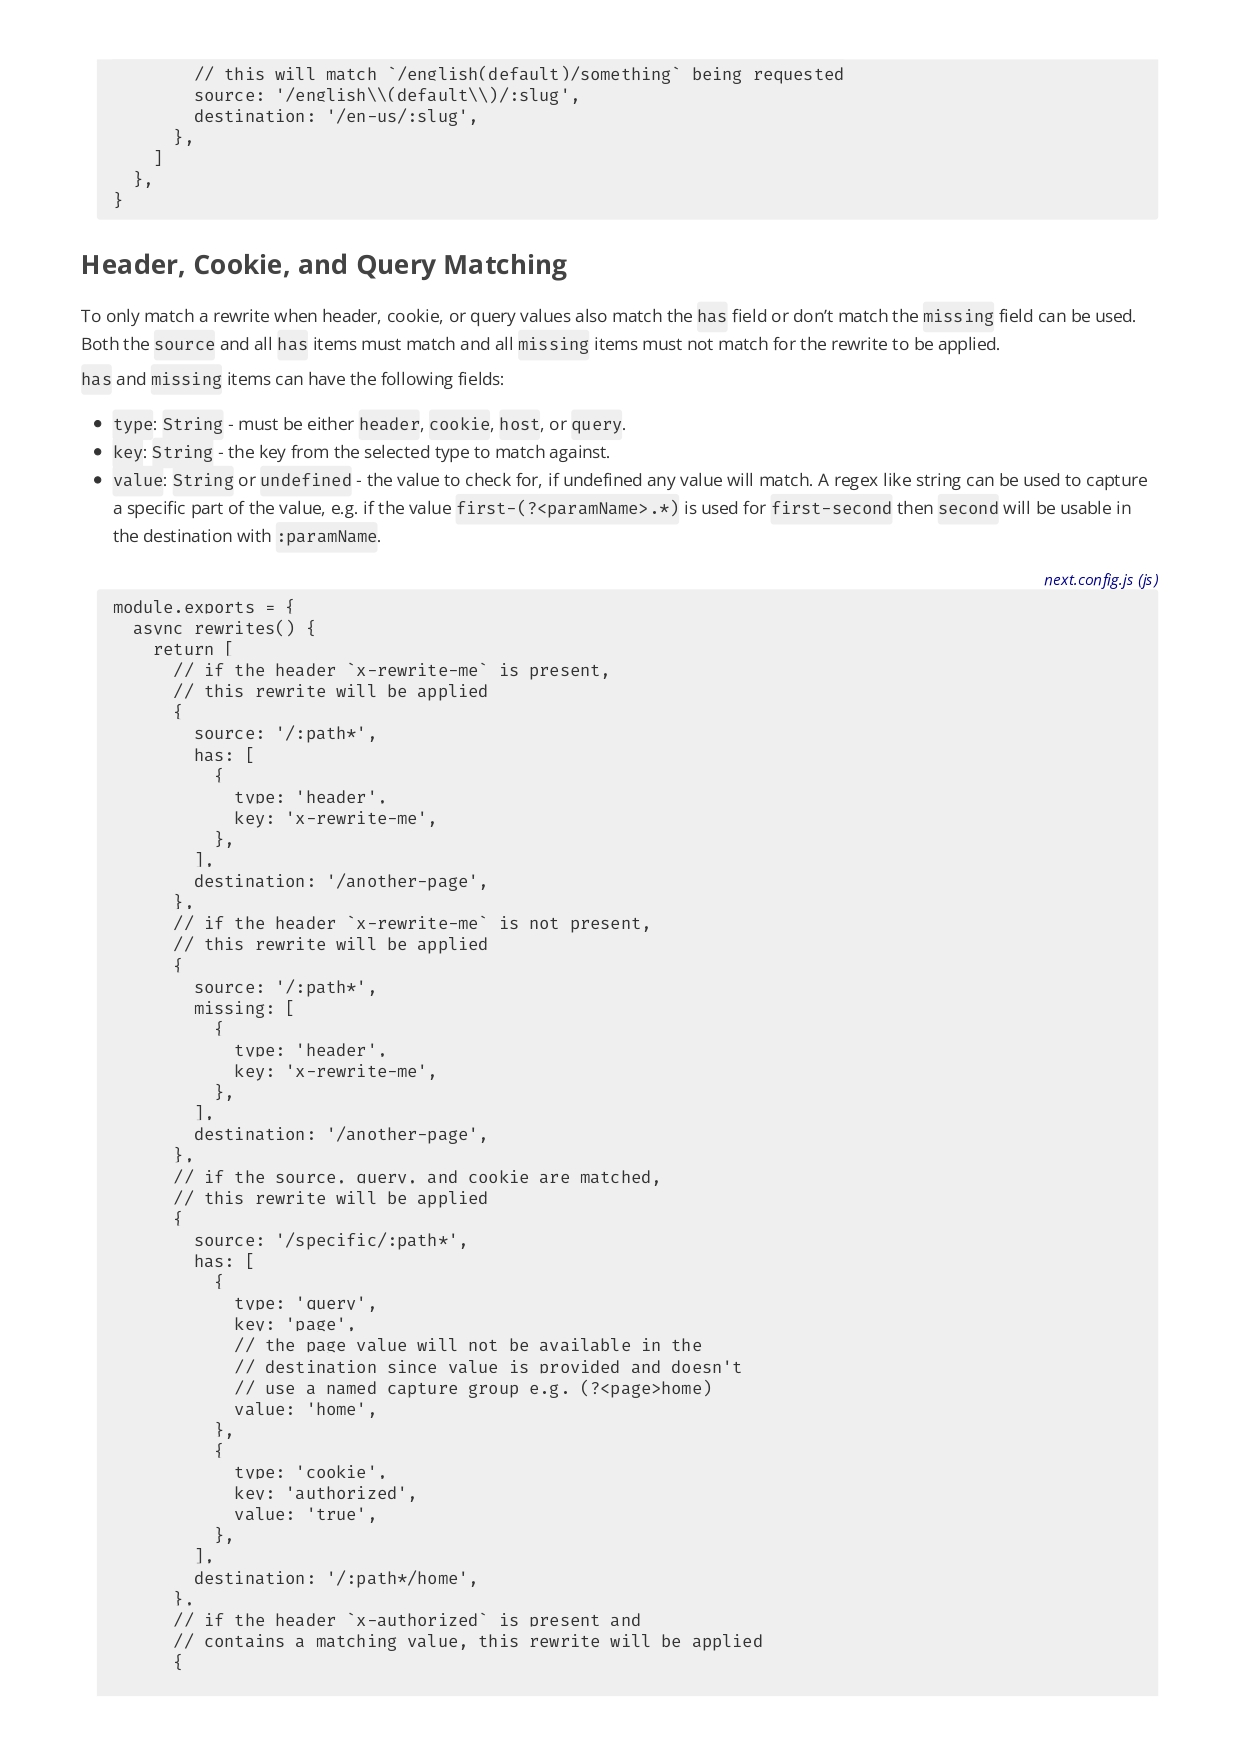 // this will match `/english(default)/something` being requested
        source: '/english\\(default\\)/:slug',
        destination: '/en-us/:slug',
      },
    ]
  },
}
Header, Cookie, and Query Matching
To only match a rewrite when header, cookie, or query values also match the has field or don’t match the missing field can be used.
Both the source and all has items must match and all missing items must not match for the rewrite to be applied.
has and missing items can have the following fields:
• type: String - must be either header, cookie, host, or query.
• key: String - the key from the selected type to match against.
• value: String or undefined - the value to check for, if undefined any value will match. A regex like string can be used to capture
a specific part of the value, e.g. if the value first-(?<paramName>.*) is used for first-second then second will be usable in
the destination with :paramName.
next.config.js (js)
module.exports = {
  async rewrites() {
    return [
      // if the header `x-rewrite-me` is present,
      // this rewrite will be applied
      {
        source: '/:path*',
        has: [
          {
            type: 'header',
            key: 'x-rewrite-me',
          },
        ],
        destination: '/another-page',
      },
      // if the header `x-rewrite-me` is not present,
      // this rewrite will be applied
      {
        source: '/:path*',
        missing: [
          {
            type: 'header',
            key: 'x-rewrite-me',
          },
        ],
        destination: '/another-page',
      },
      // if the source, query, and cookie are matched,
      // this rewrite will be applied
      {
        source: '/specific/:path*',
        has: [
          {
            type: 'query',
            key: 'page',
            // the page value will not be available in the
            // destination since value is provided and doesn't
            // use a named capture group e.g. (?<page>home)
            value: 'home',
          },
          {
            type: 'cookie',
            key: 'authorized',
            value: 'true',
          },
        ],
        destination: '/:path*/home',
      },
      // if the header `x-authorized` is present and
      // contains a matching value, this rewrite will be applied
      {